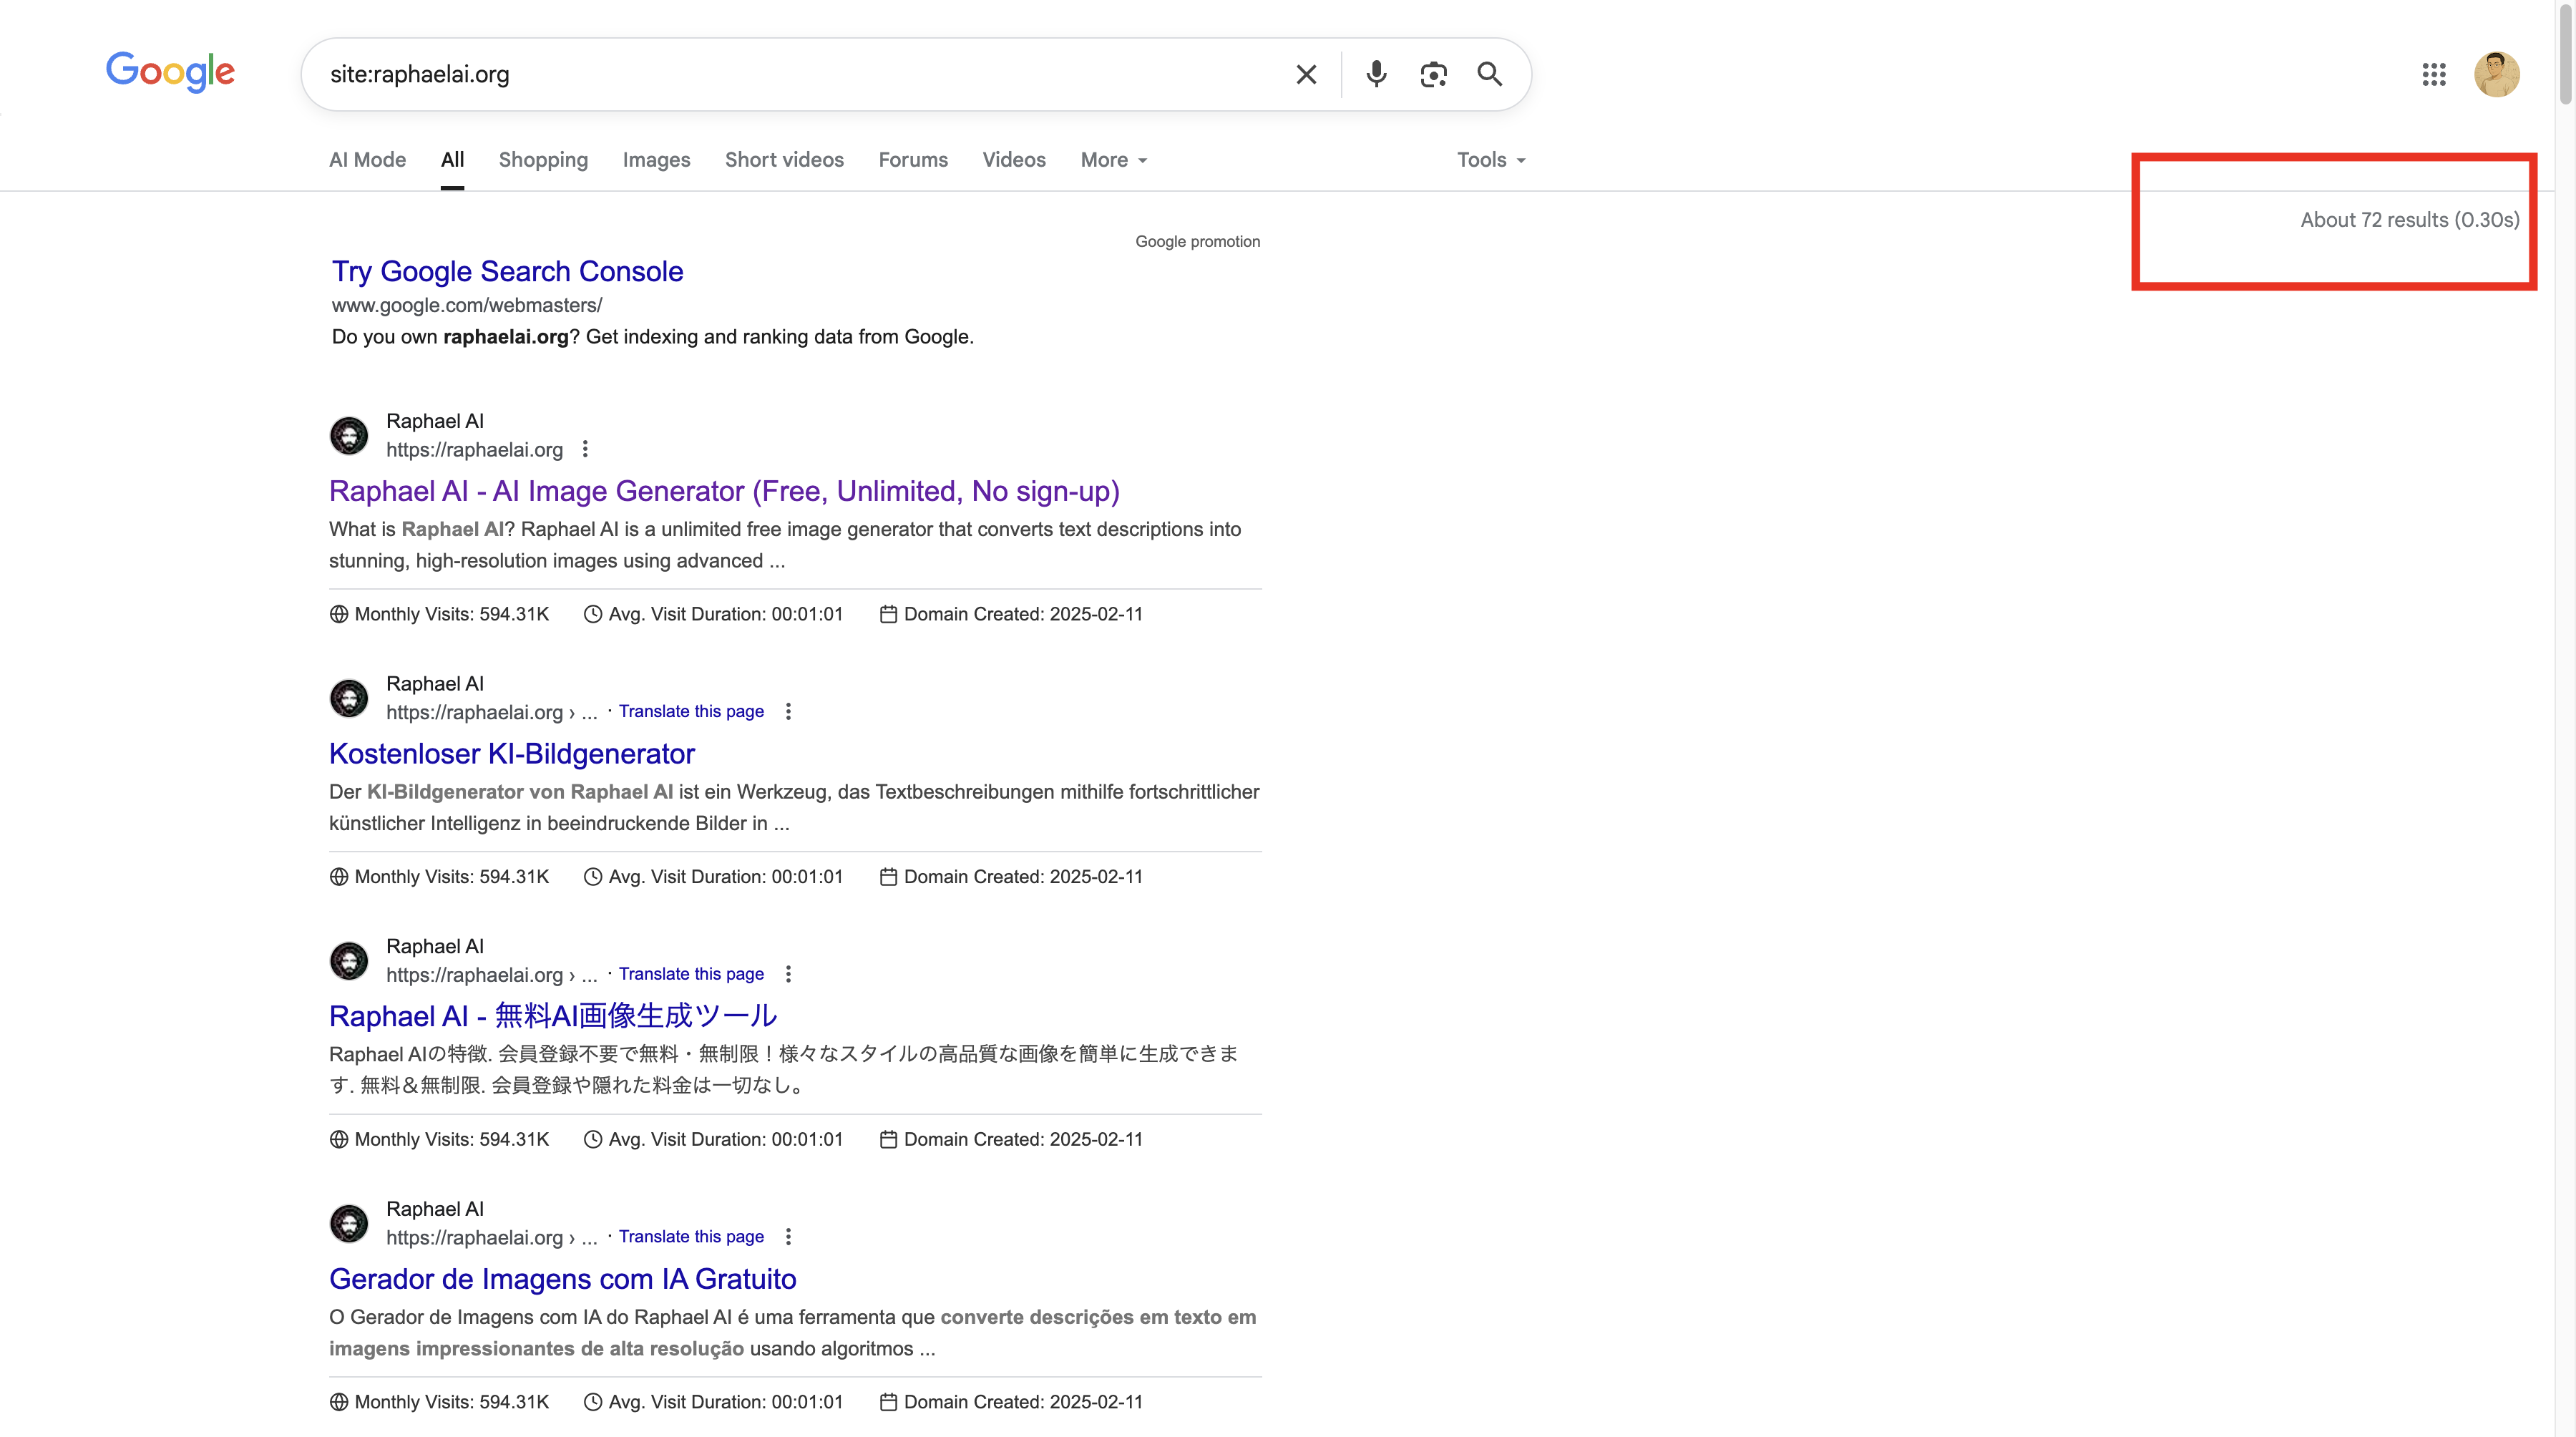 Google
site:raphaelai.org
AI Mode All Shopping Images Short videos Forums Videos More Tools
About 72 results (0.30s)
Google promotion
Try Google Search Console
www.google.com/webmasters/
Do you own raphaelai.org? Get indexing and ranking data from Google.
Raphael AI
https://raphaelai.org
Raphael AI - AI Image Generator (Free, Unlimited, No sign-up)
What is Raphael AI? Raphael AI is a unlimited free image generator that converts text descriptions into
stunning, high-resolution images using advanced ...
Monthly Visits: 594.31K Avg. Visit Duration: 00:01:01 Domain Created: 2025-02-11
Raphael AI
https://raphaelai.org › ... · Translate this page
Kostenloser KI-Bildgenerator
Der KI-Bildgenerator von Raphael AI ist ein Werkzeug, das Textbeschreibungen mithilfe fortschrittlicher
künstlicher Intelligenz in beeindruckende Bilder in ...
Monthly Visits: 594.31K Avg. Visit Duration: 00:01:01 Domain Created: 2025-02-11
Raphael AI
https://raphaelai.org › ... · Translate this page
Raphael AI - 無料AI画像生成ツール
Raphael AIの特徴. 会員登録不要で無料・無制限！様々なスタイルの高品質な画像を簡単に生成できま
す. 無料＆無制限. 会員登録や隠れた料金は一切なし。
Monthly Visits: 594.31K Avg. Visit Duration: 00:01:01 Domain Created: 2025-02-11
Raphael AI
https://raphaelai.org › ... · Translate this page
Gerador de Imagens com IA Gratuito
O Gerador de Imagens com IA do Raphael AI é uma ferramenta que converte descrições em texto em
imagens impressionantes de alta resolução usando algoritmos ...
Monthly Visits: 594.31K Avg. Visit Duration: 00:01:01 Domain Created: 2025-02-11